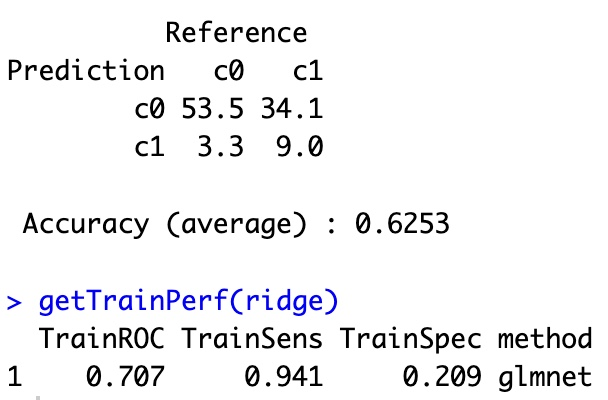 Reference
Prediction c0 c1
c0 53.5 34.1
c1 3.3 9.0
Accuracy (average) : 0.6253
> getTrainPerf(ridge)
TrainROC TrainSens TrainSpec method
1 0.707 0.941 0.209 glmnet